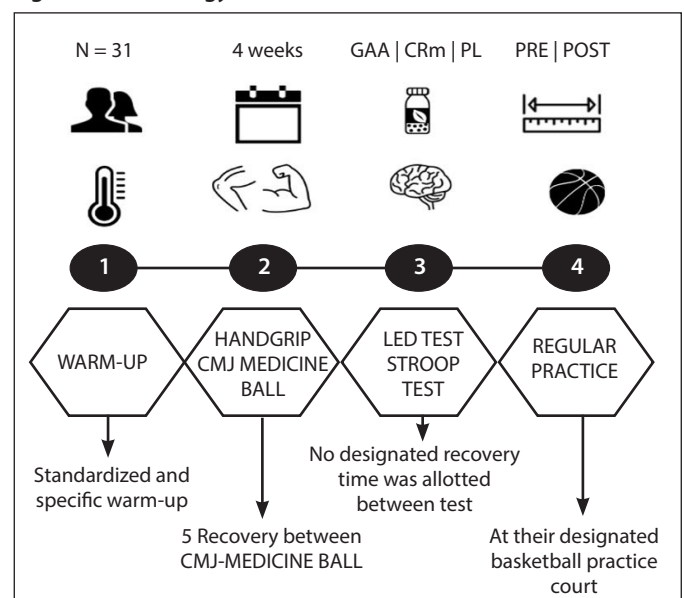 N = 31
4 weeks
GAA | CRm | PL
PRE | POST
1
2
3
4
WARM-UP
HANDGRIP
CMJ MEDICINE
BALL
LED TEST
STROOP
TEST
REGULAR
PRACTICE
Standardized and
specific warm-up
5 Recovery between
CMJ-MEDICINE BALL
No designated recovery
time was allotted
between test
At their designated
basketball practice
court